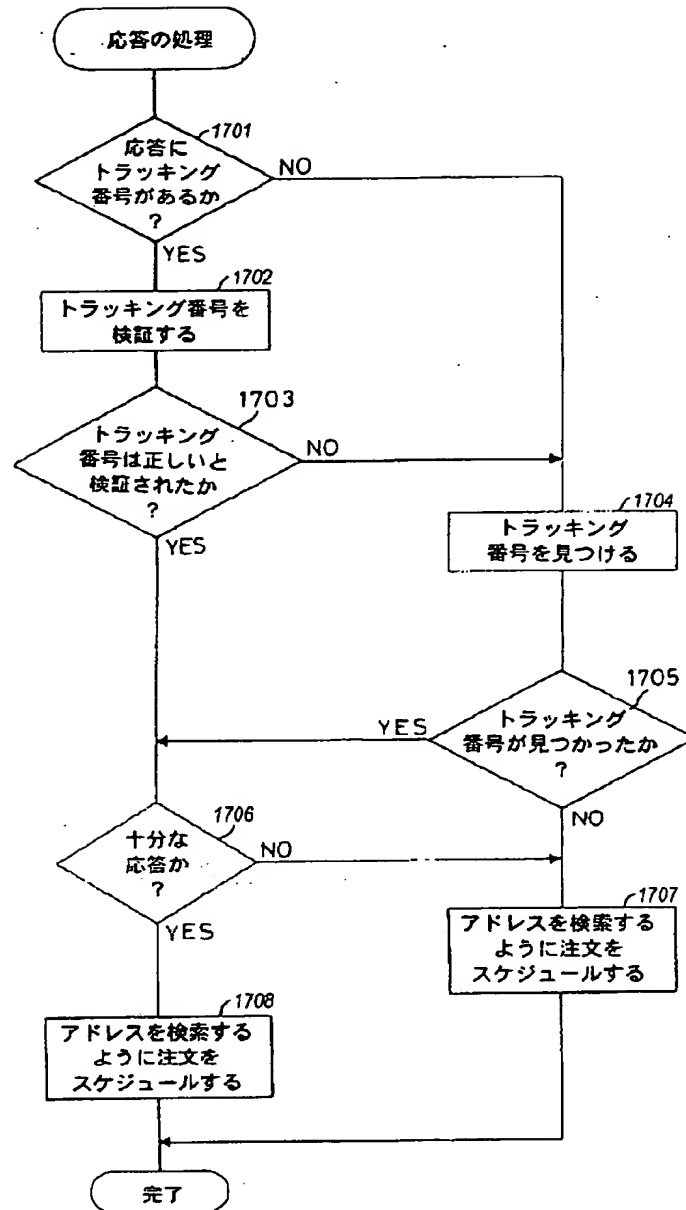 応答の処理
1701
応答に
トラッキング
番号があるか
?
NO
YES
1702
トラッキング番号を
検証する
1703
トラッキング
番号は正しいと
検証されたか
?
NO
YES
1704
トラッキング
番号を見つける
1705
トラッキング
番号が見つかったか
?
YES
NO
1706
十分な
応答か
?
NO
YES
1707
アドレスを検索する
ように注文を
スケジュールする
1708
アドレスを検索する
ように注文を
スケジュールする
完了